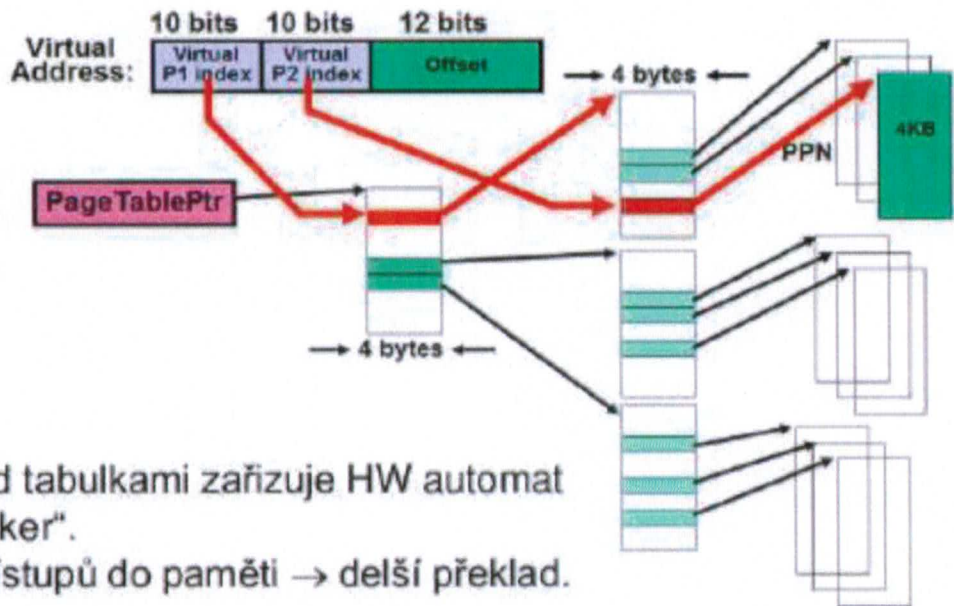 10 bits 10 bits 12 bits
Virtual Address:
Virtual P1 index
Virtual P2 index
Offset
4 bytes
PPN
4KB
PageTablePtr
4 bytes
d tabulkami zařizuje HW automat
ker“.
ístupů do paměti → delší překlad.